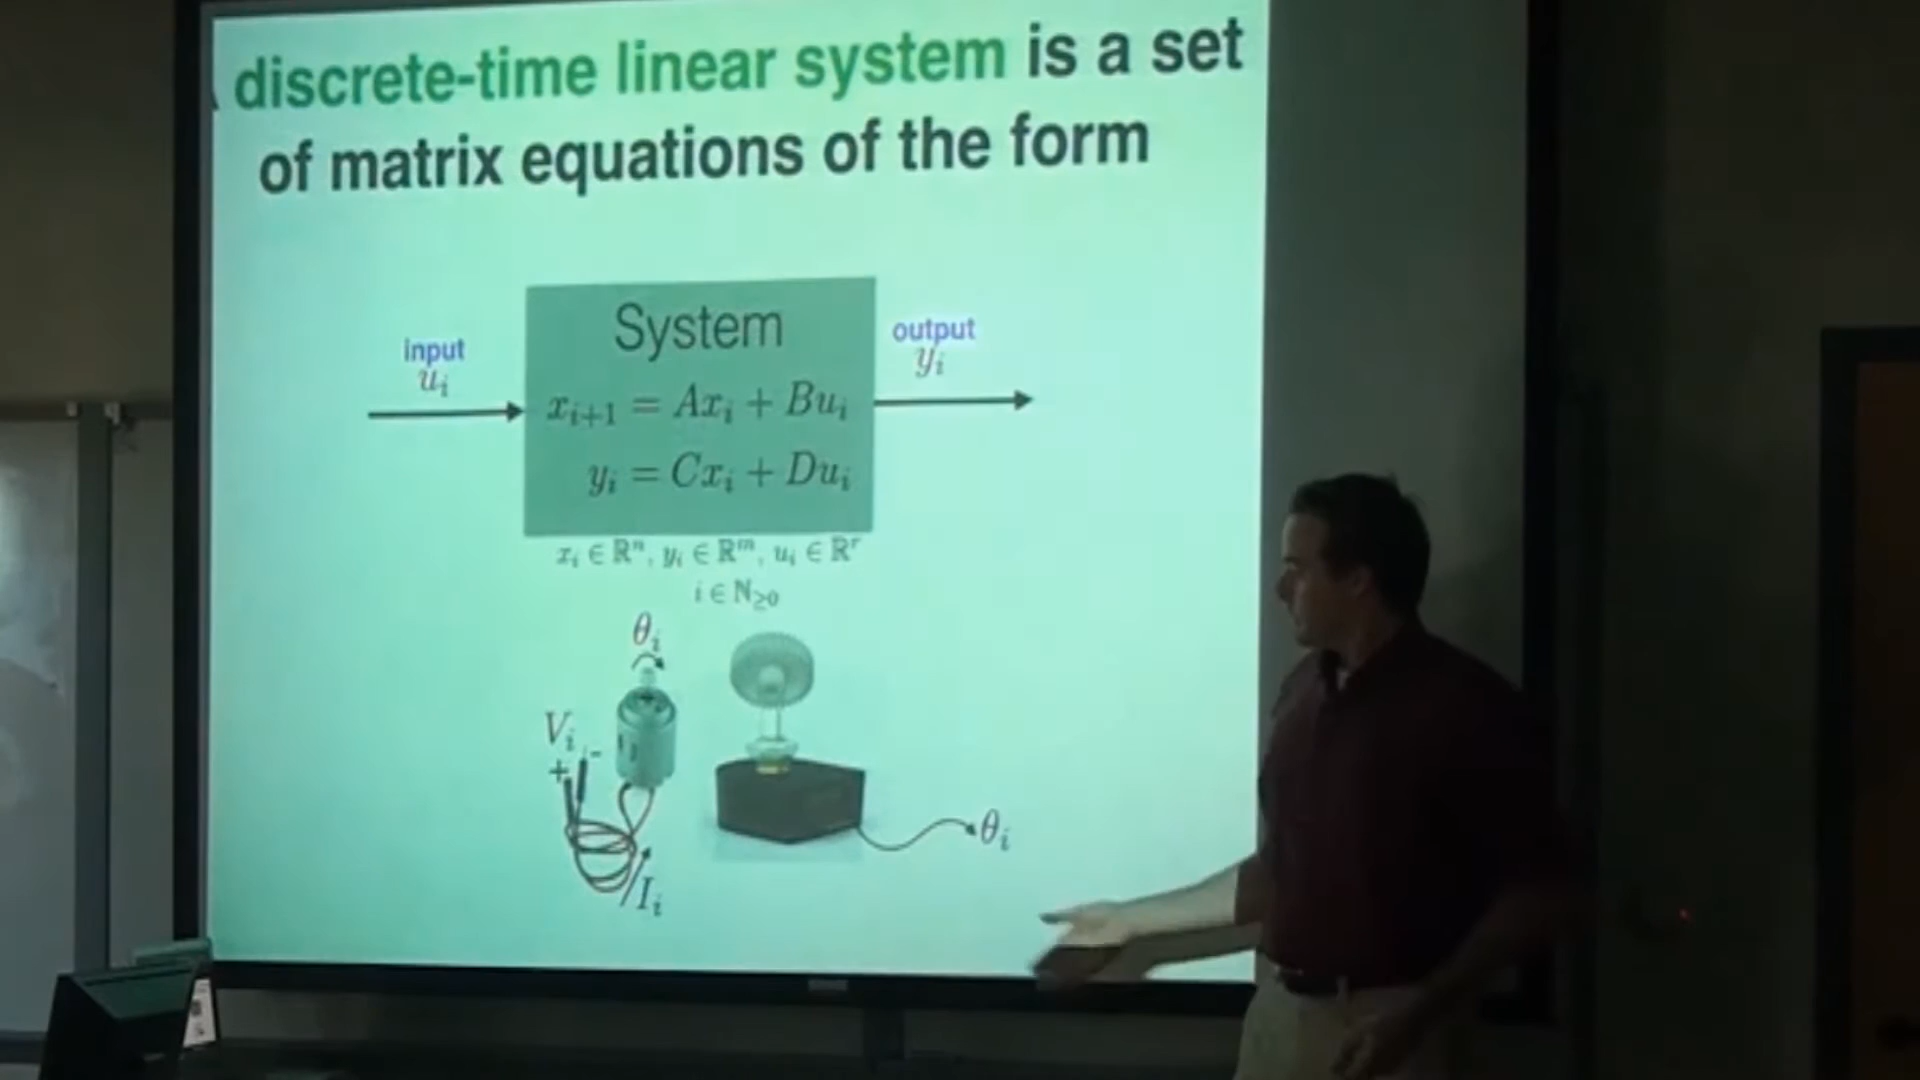 discrete-time linear system is a set
of matrix equations of the form
System
input
u_i
output
y_i
x_{i+1} = Ax_i + Bu_i
y_i = Cx_i + Du_i
x_i ∈ ℝ^n, y_i ∈ ℝ^m, u_i ∈ ℝ^r
i ∈ ℕ_{≥0}
θ_i
V_i
+ -
θ_i
I_i